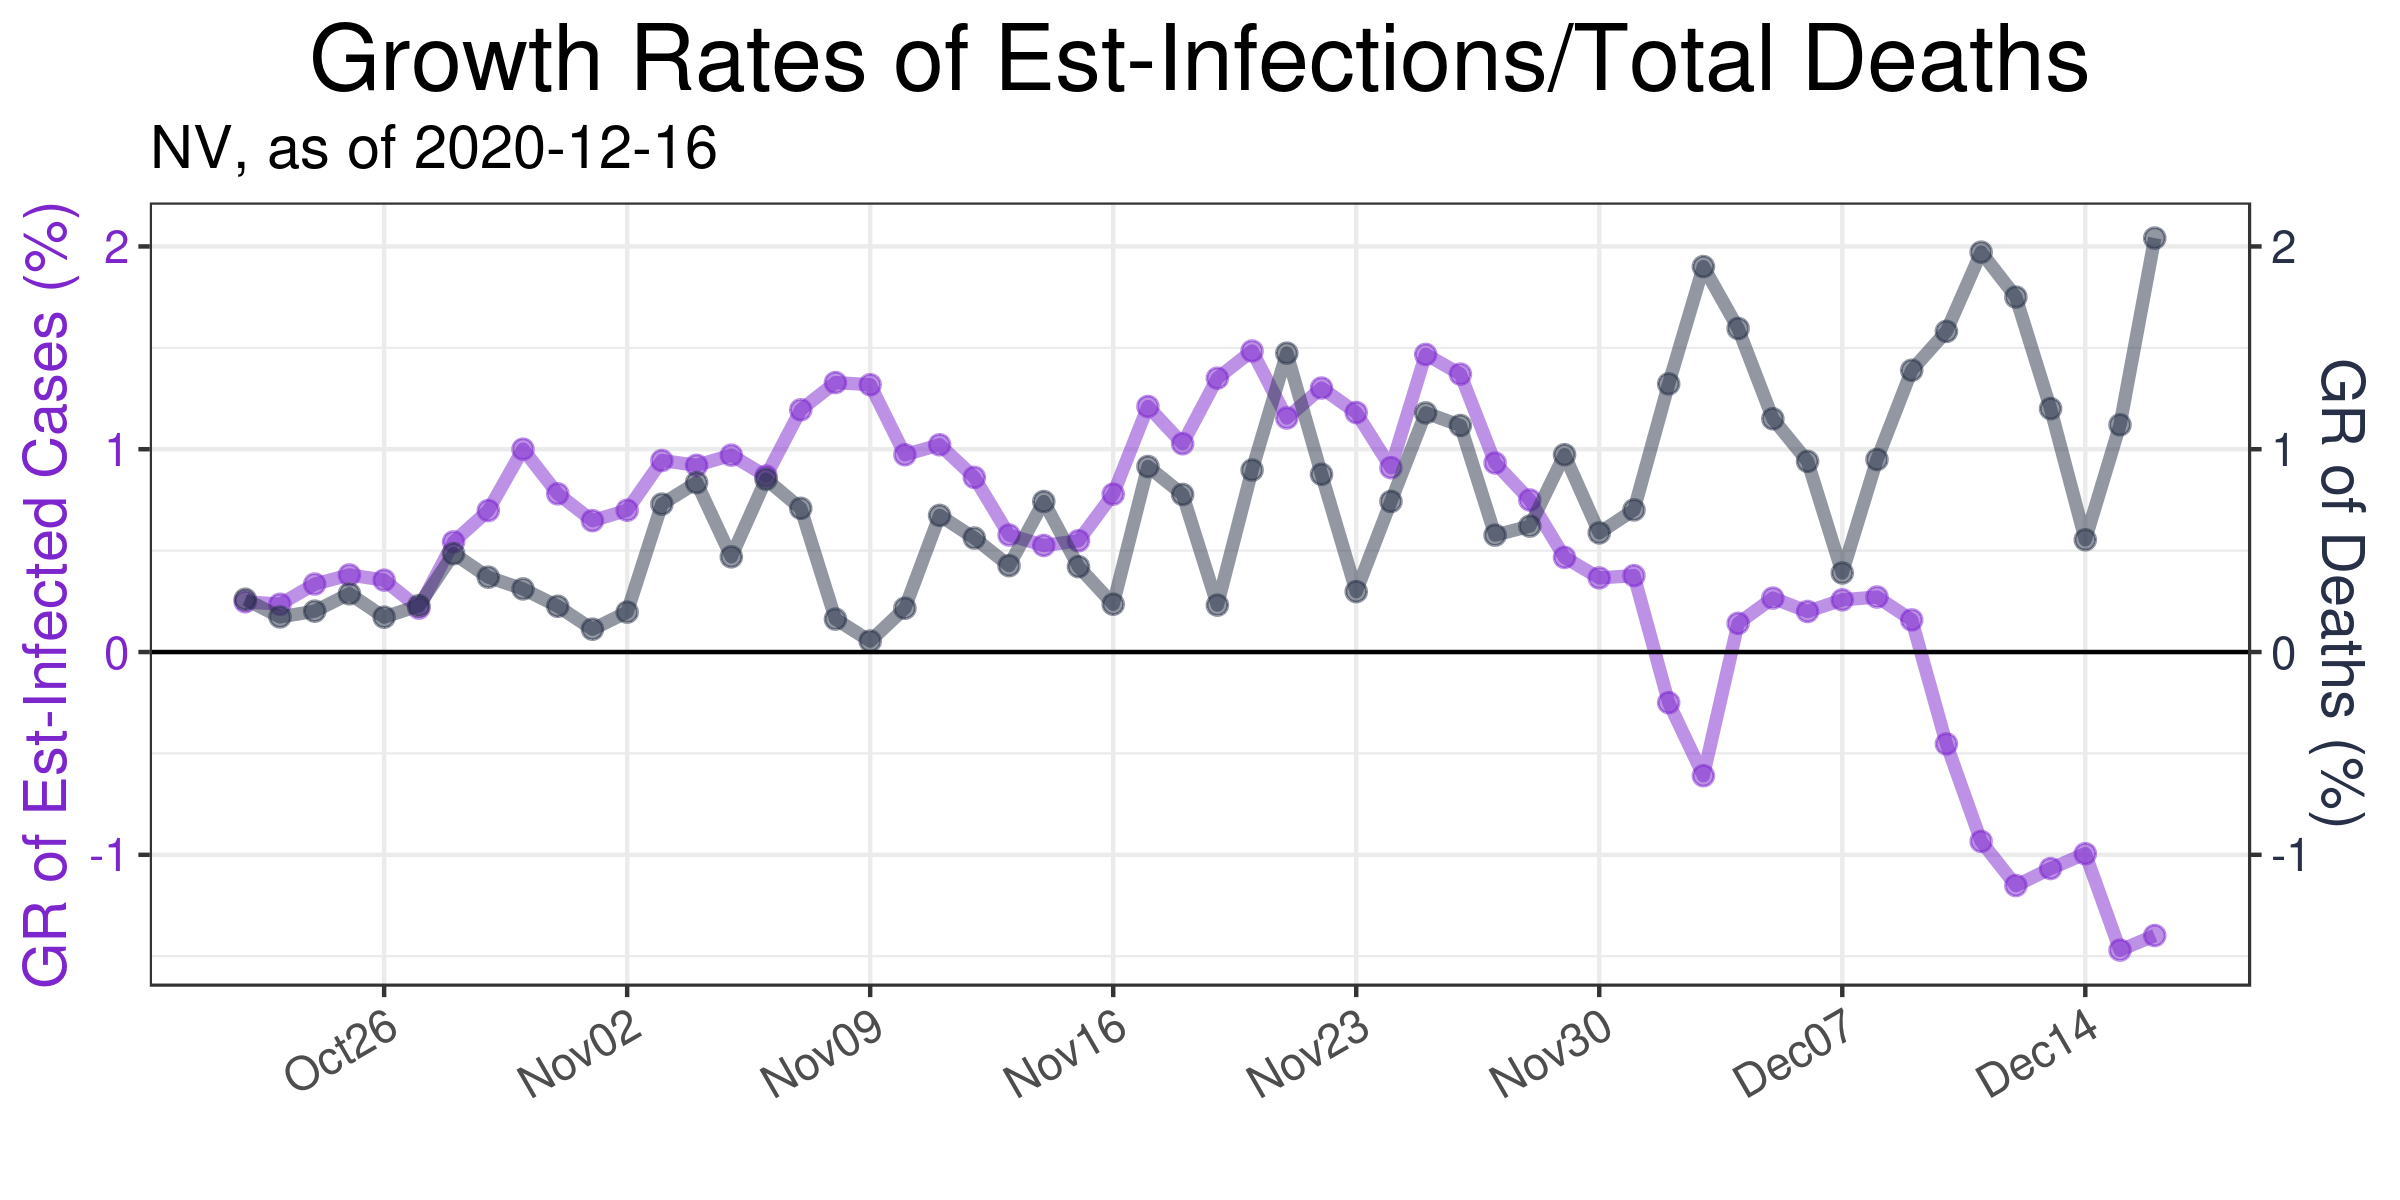 Growth Rates of Est-Infections/Total Deaths
NV, as of 2020-12-16
GR of Est-Infected Cases (%)
2
1
0
-1
2
1
0
-1
GR of Deaths (%)
Oct26
Nov02
Nov09
Nov16
Nov23
Nov30
Dec07
Dec14